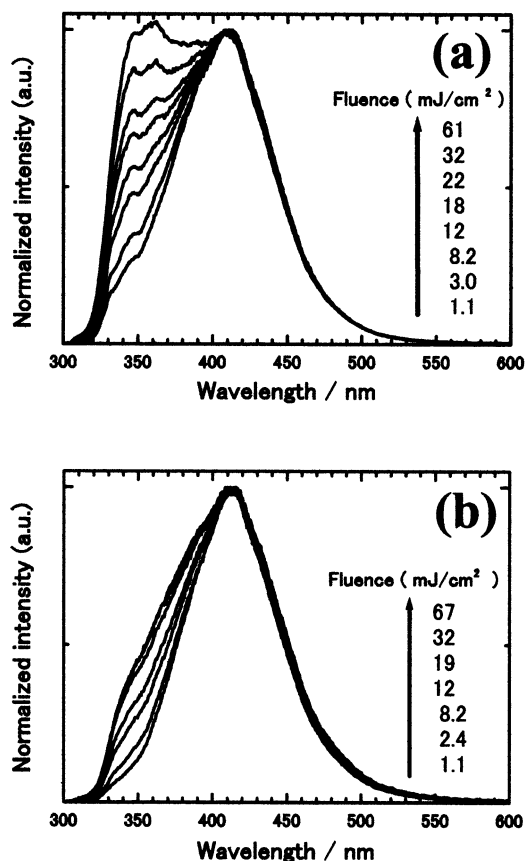 (a)
Fluence ( mJ/cm 2 )
61
32
22
18
12
8.2
3.0
1.1
Normalized intensity (a.u.)
300 350 400 450 500 550 600
Wavelength / nm
(b)
Fluence ( mJ/cm2 )
67
32
19
12
8.2
2.4
1.1
Normalized intensity (a.u.)
300 350 400 450 500 550 600
Wavelength / nm